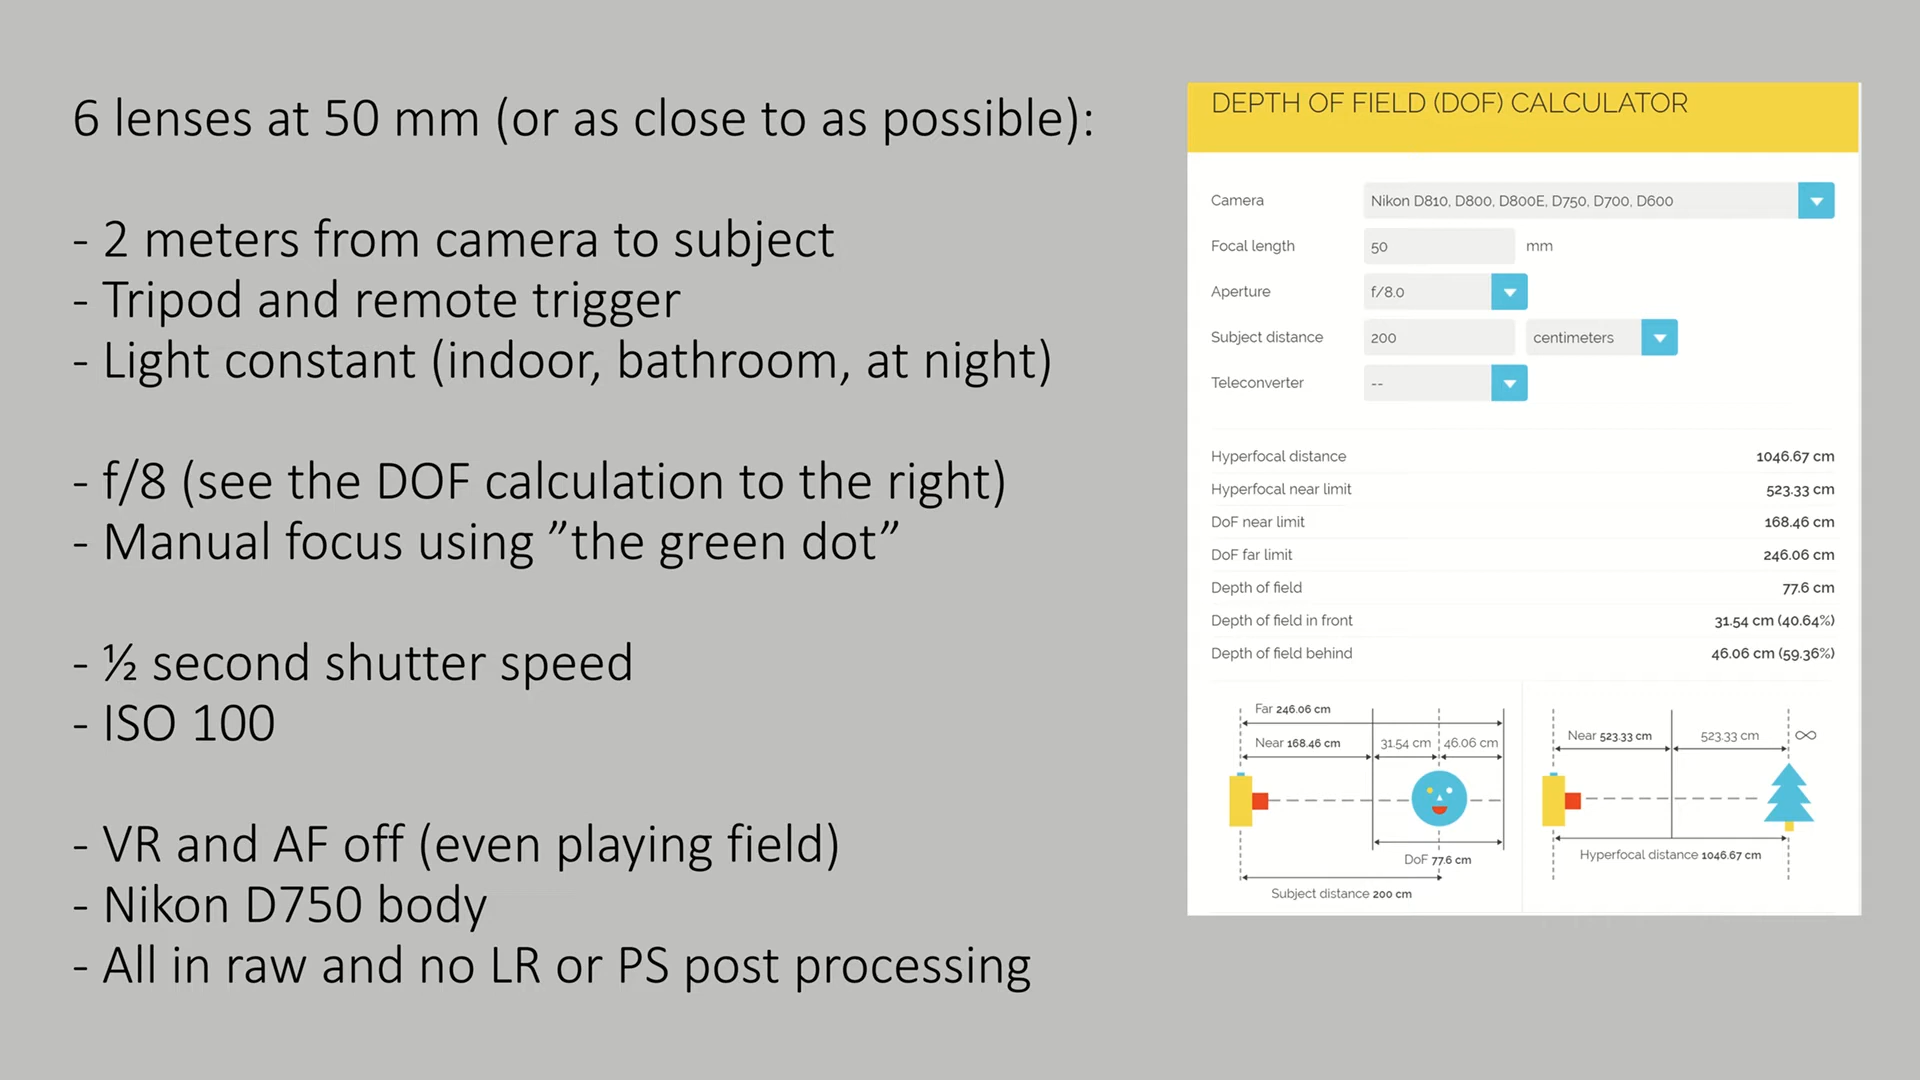 6 lenses at 50 mm (or as close to as possible):
- 2 meters from camera to subject
- Tripod and remote trigger
- Light constant (indoor, bathroom, at night)
- f/8 (see the DOF calculation to the right)
- Manual focus using ”the green dot”
- ½ second shutter speed
- ISO 100
- VR and AF off (even playing field)
- Nikon D750 body
- All in raw and no LR or PS post processing
DEPTH OF FIELD (DOF) CALCULATOR
Camera Nikon D810, D800, D800E, D750, D700, D600
Focal length 50 mm
Aperture f/8.0
Subject distance 200 centimeters
Teleconverter --
Hyperfocal distance 1046.67 cm
Hyperfocal near limit 523.33 cm
DoF near limit 168.46 cm
DoF far limit 246.06 cm
Depth of field 77.6 cm
Depth of field in front 31.54 cm (40.64%)
Depth of field behind 46.06 cm (59.36%)
Far 246.06 cm
Near 168.46 cm 31.54 cm 46.06 cm
DoF 77.6 cm
Subject distance 200 cm
Near 523.33 cm 523.33 cm ∞
Hyperfocal distance 1046.67 cm